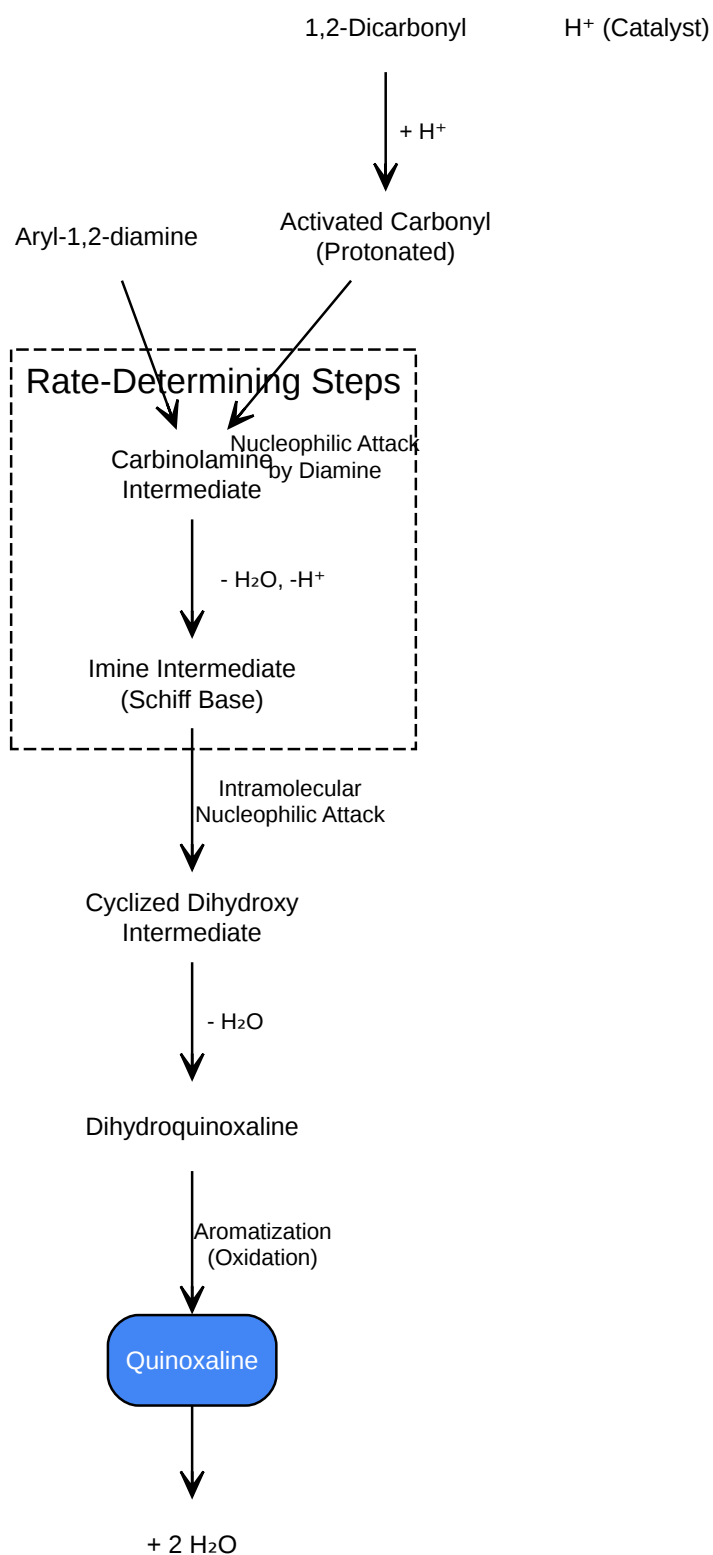 1,2-Dicarbonyl
H⁺ (Catalyst)
+ H⁺
Aryl-1,2-diamine
Activated Carbonyl
(Protonated)
Rate-Determining Steps
Nucleophilic Attack
by Diamine
Carbinolamine
Intermediate
- H₂O, -H⁺
Imine Intermediate
(Schiff Base)
Intramolecular
Nucleophilic Attack
Cyclized Dihydroxy
Intermediate
- H₂O
Dihydroquinoxaline
Aromatization
(Oxidation)
Quinoxaline
+ 2 H₂O